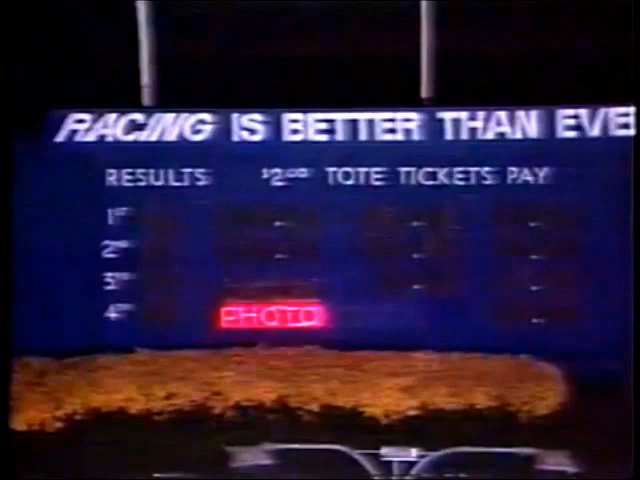 RACING IS BETTER THAN EVE
RESULTS $2.00 TOTE TICKETS PAY
1ST
2ND
3RD
4TH
PHOTO